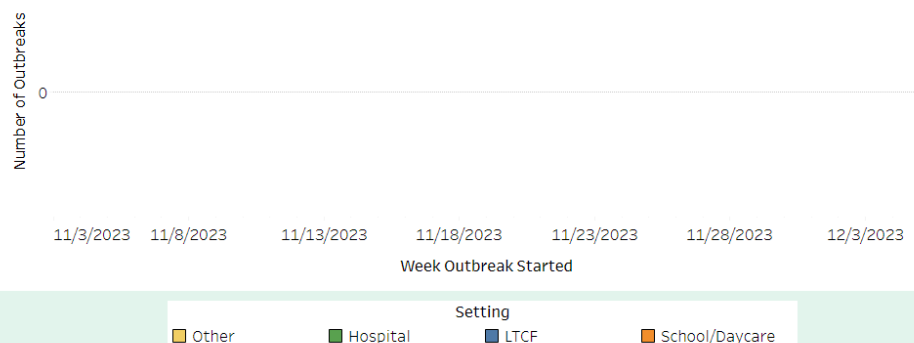 Number of Outbreaks
0
11/3/2023 11/8/2023 11/13/2023 11/18/2023 11/23/2023 11/28/2023 12/3/2023
Week Outbreak Started
Setting
Other Hospital LTCF School/Daycare